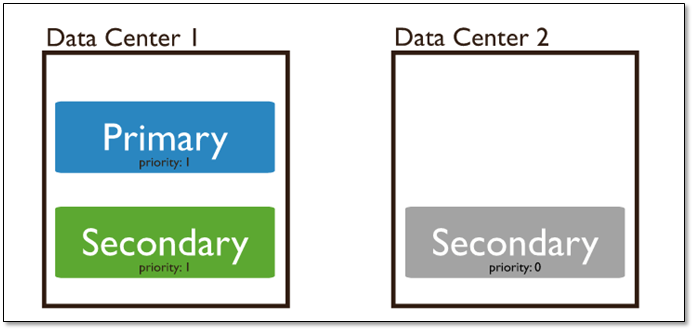 Data Center 1
Primary
priority: 1
Secondary
priority: 1
Data Center 2
Secondary
priority: 0